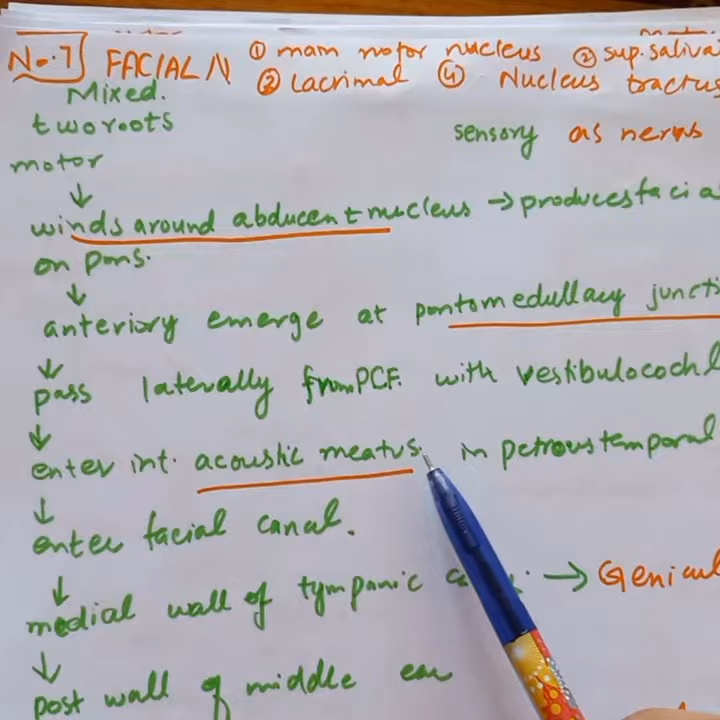 No.7 FACIAL N ① main motor nucleus ② sup. saliva
② Lacrimal ④ Nucleus tractus
Mixed.
two roots
sensory as nerus
motor
↓
winds around abducent nucleus → produces facia
on pons.
↓
anteriory emerge at pontomedullary juncti
↓
pass laterally from PCF. with vestibulocochl
↓
enter int. acoustic meatus in petrous temporal
↓
enter facial canal.
↓
medial wall of tympanic → Genicul
↓
post wall of middle ear